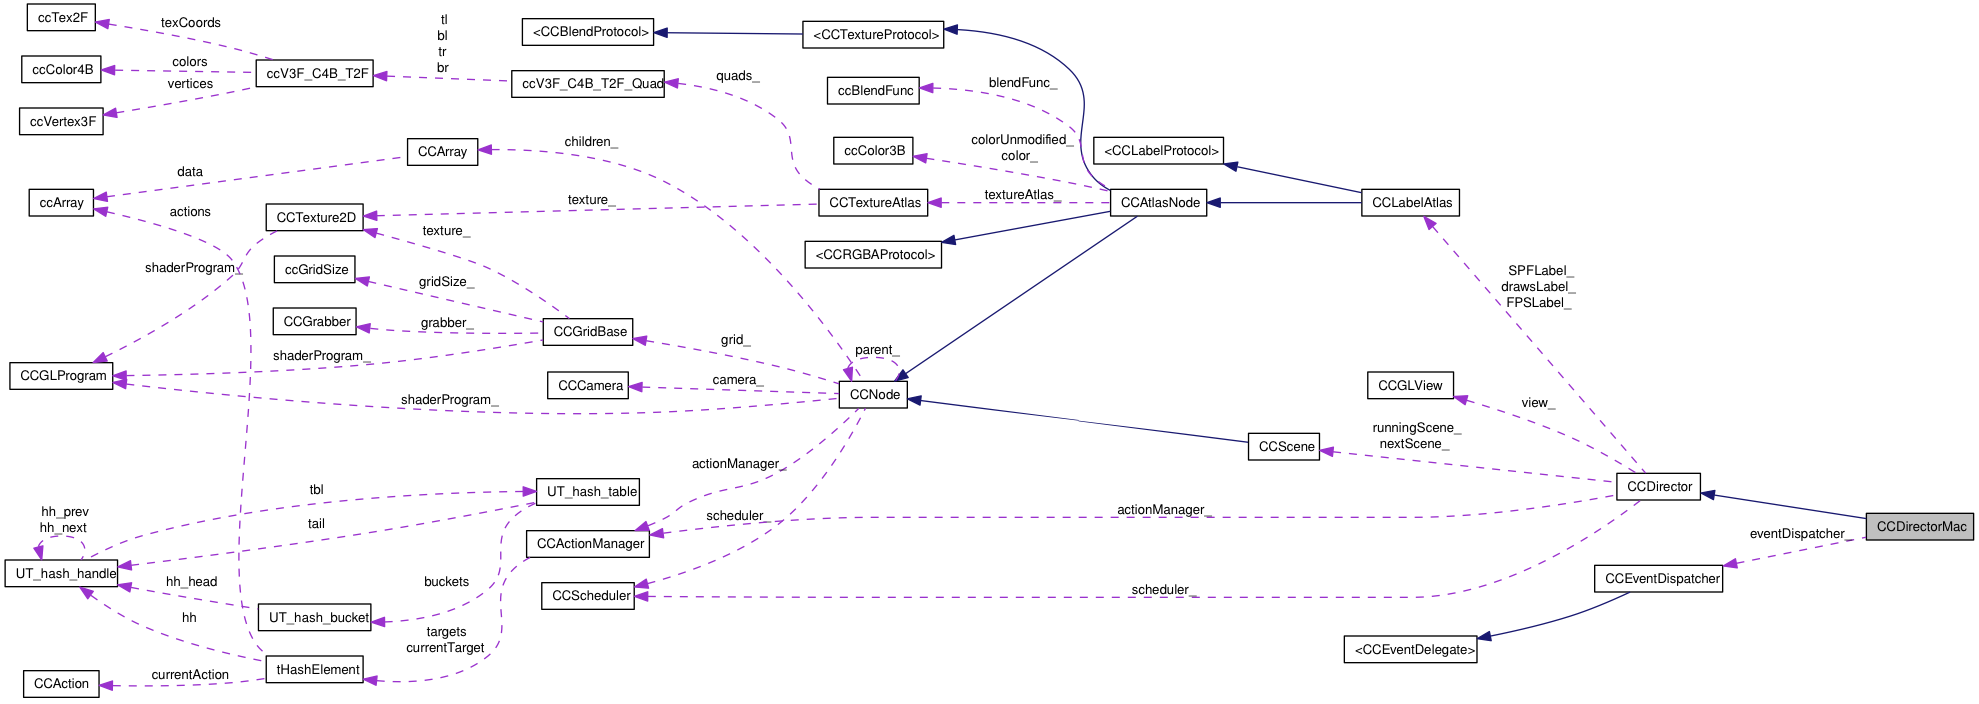 ccTex2F
texCoords
tl
bl
tr
br
<CCBlendProtocol>
<CCTextureProtocol>
ccColor4B
colors
ccV3F_C4B_T2F
ccV3F_C4B_T2F_Quad
quads_
blendFunc_
ccBlendFunc
vertices
ccVertex3F
CCArray
children_
ccColor3B
colorUnmodified_
color_
<CCLabelProtocol>
data
ccArray
actions
CCTexture2D
texture_
CCTextureAtlas
textureAtlas_
CCAtlasNode
CCLabelAtlas
texture_
<CCRGBAProtocol>
shaderProgram_
ccGridSize
gridSize_
SPFLabel_
drawsLabel_
FPSLabel_
CCGrabber
grabber_
CCGridBase
grid_
parent_
shaderProgram_
CCGLProgram
CCCamera
camera_
CCNode
CCGLView
view_
shaderProgram_
runningScene_
nextScene_
CCScene
actionManager_
CCDirector
tbl
UT_hash_table
hh_prev
hh_next
tail
scheduler_
actionManager_
CCDirectorMac
eventDispatcher_
CCActionManager
UT_hash_handle
hh_head
buckets
CCScheduler
scheduler_
CCEventDispatcher
hh
UT_hash_bucket
targets
currentTarget
<CCEventDelegate>
tHashElement
currentAction
CCAction